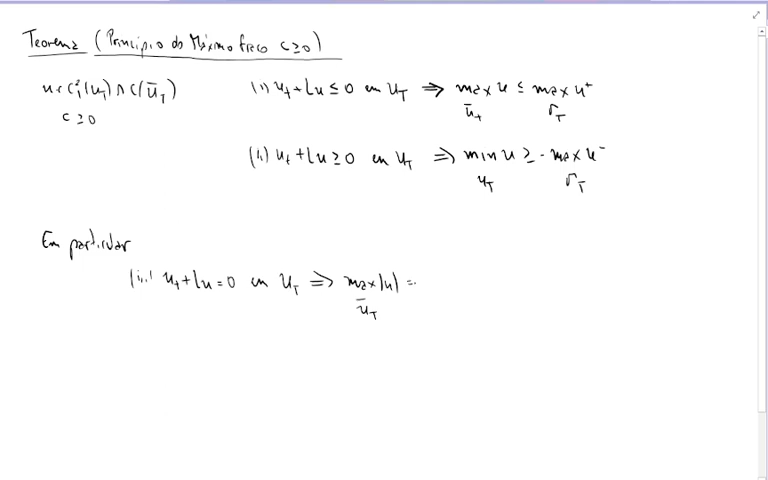 Teorema (Principio do Máximo fraco c≥0)
u ∈ C²₁(U_T) ∩ C(Ū_T) (i) u_t + Lu ≤ 0 em U_T ⇒ max u ≤ max u⁺
c ≥ 0 Ū_T Γ_T
(ii) u_t + Lu ≥ 0 em U_T ⇒ min u ≥ - max u⁻
U_T Γ_T
Em particular
(iii) u_t + Lu = 0 em U_T ⇒ max |u| =
Ū_T